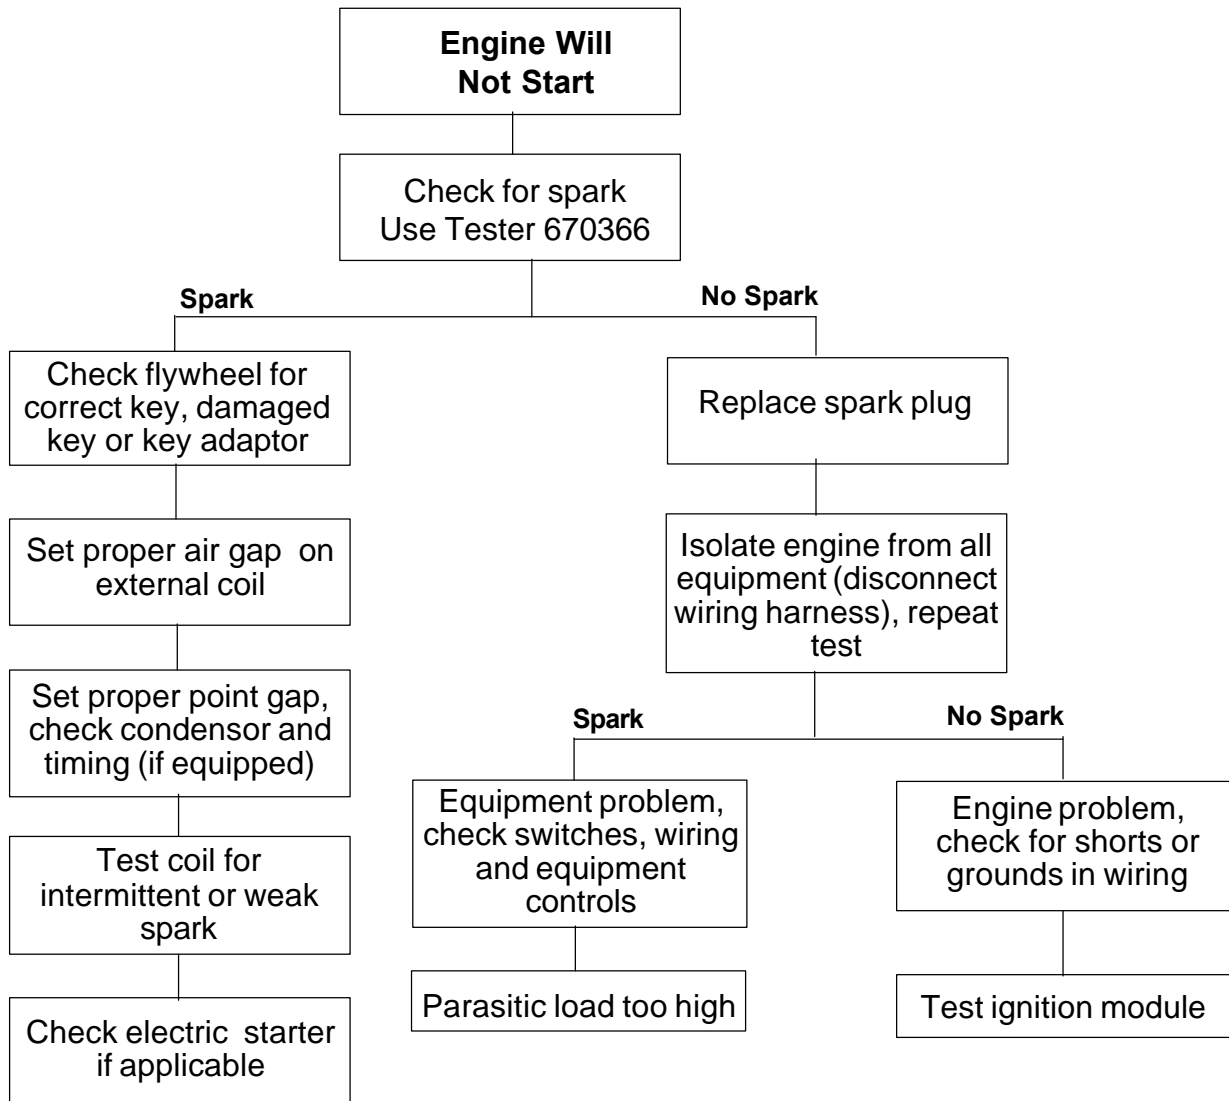 Engine Will
Not Start
Check for spark
Use Tester 670366
Spark
No Spark
Check flywheel for
correct key, damaged
key or key adaptor
Set proper air gap on
external coil
Set proper point gap,
check condensor and
timing (if equipped)
Test coil for
intermittent or weak
spark
Check electric starter
if applicable
Replace spark plug
Isolate engine from all
equipment (disconnect
wiring harness), repeat
test
Spark
No Spark
Equipment problem,
check switches, wiring
and equipment
controls
Parasitic load too high
Engine problem,
check for shorts or
grounds in wiring
Test ignition module